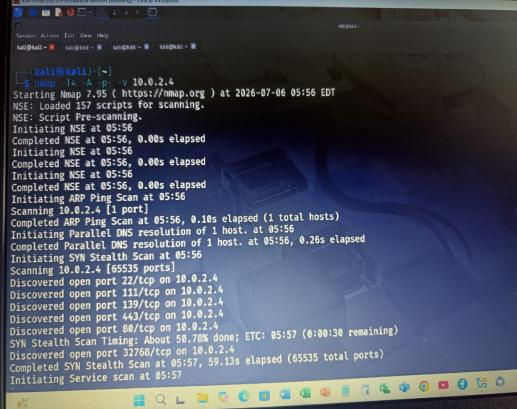 Session Actions Edit View Help
kali@kali: ~ kali@kali: ~ kali@kali: ~ kali@kali: ~
(kali㉿kali)-[~]
$ nmap -T4 -A -p- -v 10.0.2.4
Starting Nmap 7.95 ( https://nmap.org ) at 2026-07-06 05:56 EDT
NSE: Loaded 157 scripts for scanning.
NSE: Script Pre-scanning.
Initiating NSE at 05:56
Completed NSE at 05:56, 0.00s elapsed
Initiating NSE at 05:56
Completed NSE at 05:56, 0.00s elapsed
Initiating NSE at 05:56
Completed NSE at 05:56, 0.00s elapsed
Initiating ARP Ping Scan at 05:56
Scanning 10.0.2.4 [1 port]
Completed ARP Ping Scan at 05:56, 0.10s elapsed (1 total hosts)
Initiating Parallel DNS resolution of 1 host. at 05:56
Completed Parallel DNS resolution of 1 host. at 05:56, 0.26s elapsed
Initiating SYN Stealth Scan at 05:56
Scanning 10.0.2.4 [65535 ports]
Discovered open port 22/tcp on 10.0.2.4
Discovered open port 111/tcp on 10.0.2.4
Discovered open port 139/tcp on 10.0.2.4
Discovered open port 443/tcp on 10.0.2.4
Discovered open port 80/tcp on 10.0.2.4
SYN Stealth Scan Timing: About 50.78% done; ETC: 05:57 (0:00:30 remaining)
Discovered open port 32768/tcp on 10.0.2.4
Completed SYN Stealth Scan at 05:57, 59.13s elapsed (65535 total ports)
Initiating Service scan at 05:57